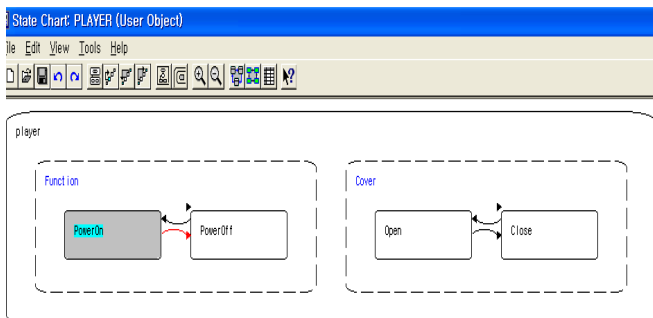 State Chart: PLAYER (User Object)
ile Edit View Tools Help
player
Function
Cover
PowerOn
PowerOff
Open
Close